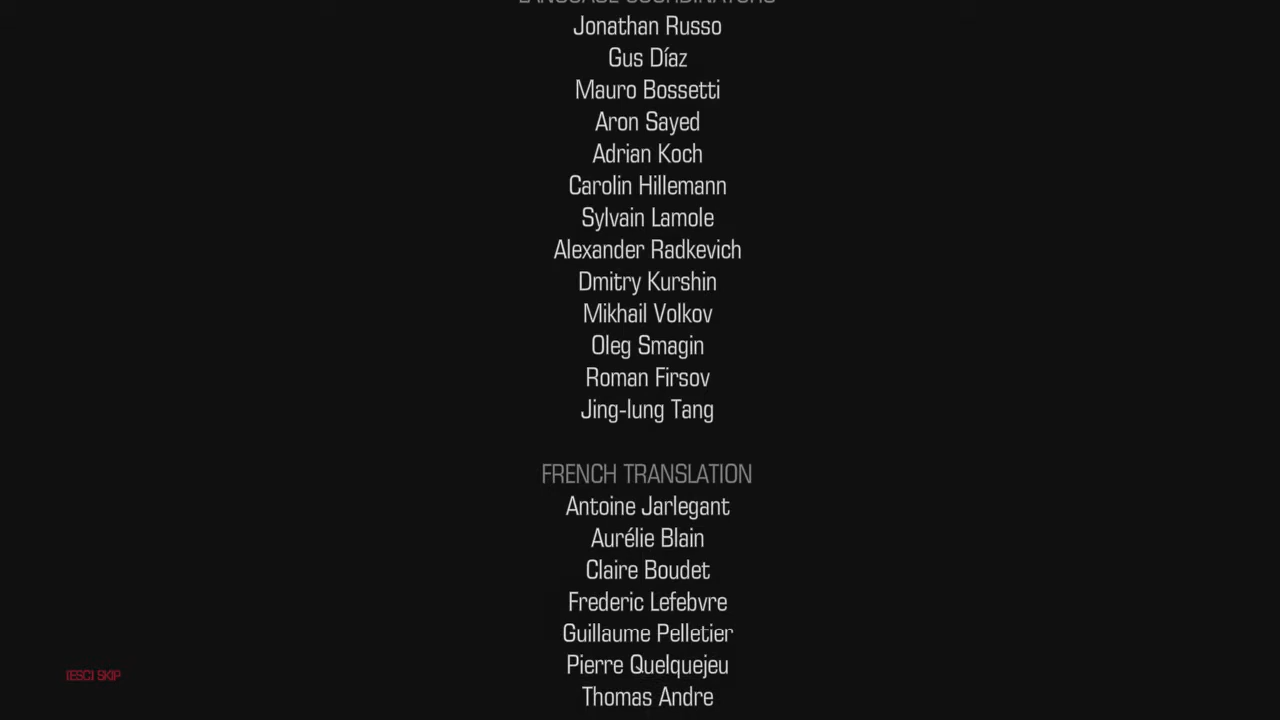 LANGUAGE COORDINATORS
Jonathan Russo
Gus Díaz
Mauro Bossetti
Aron Sayed
Adrian Koch
Carolin Hillemann
Sylvain Lamole
Alexander Radkevich
Dmitry Kurshin
Mikhail Volkov
Oleg Smagin
Roman Firsov
Jing-lung Tang
FRENCH TRANSLATION
Antoine Jarlegant
Aurélie Blain
Claire Boudet
Frederic Lefebvre
Guillaume Pelletier
Pierre Quelquejeu
[ESC] SKIP
Thomas Andre